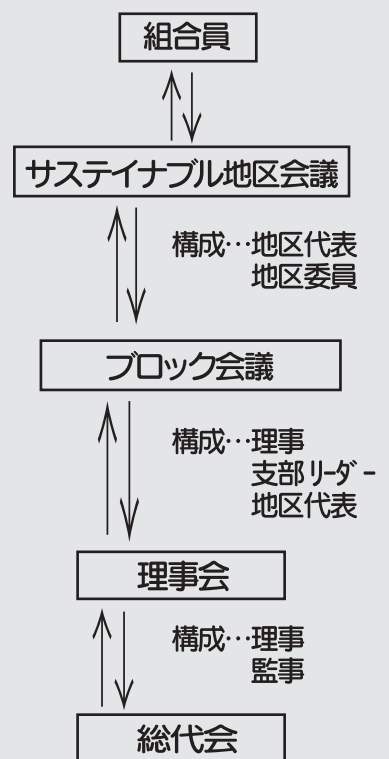 組合員
サステイナブル地区会議
構成…地区代表
地区委員
ブロック会議
構成…理事
支部リーダー
地区代表
理事会
構成…理事
監事
総代会